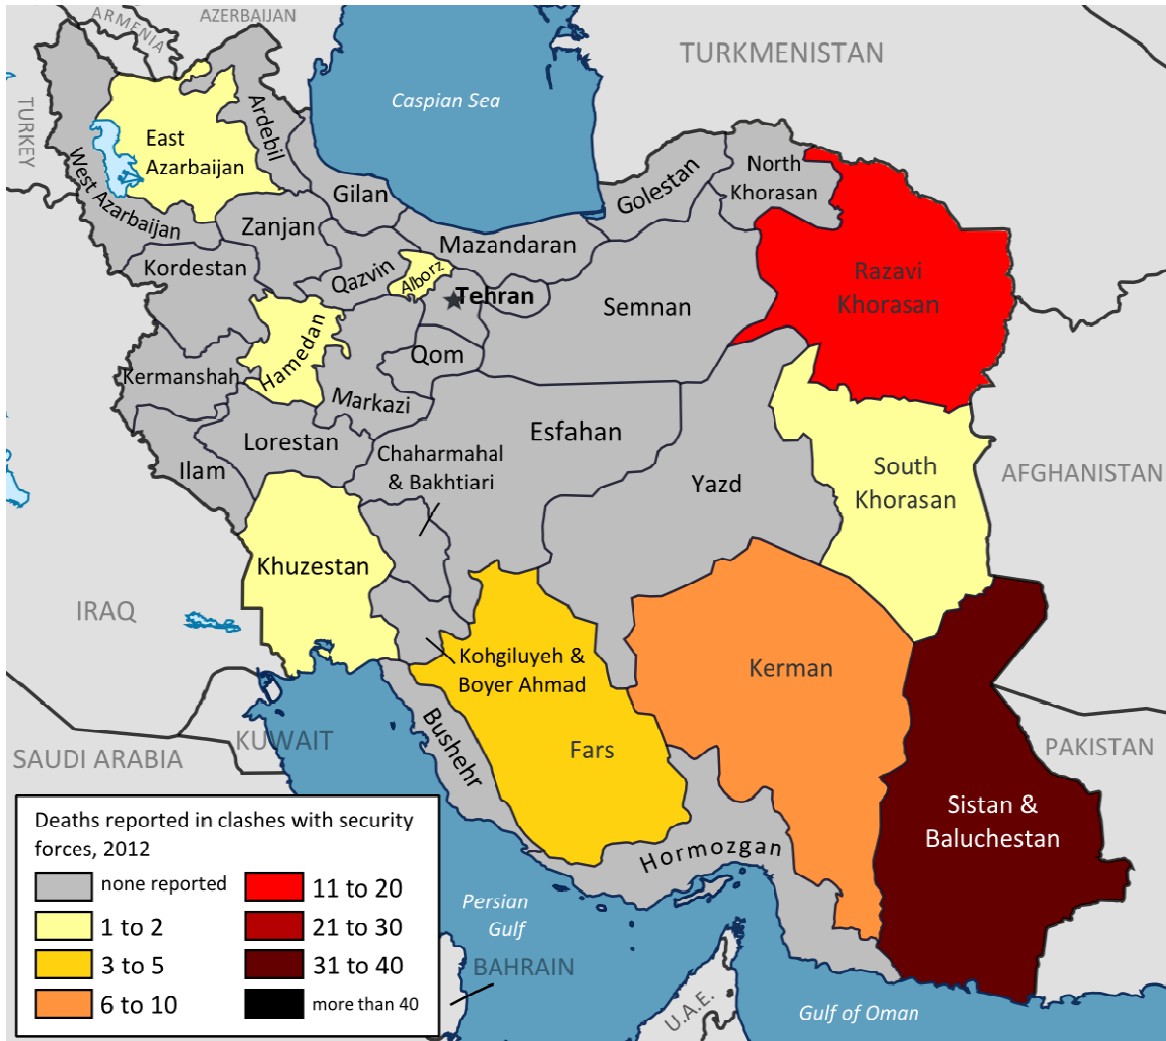 ARMENIA
AZERBAIJAN
TURKMENISTAN
Caspian Sea
TURKEY
East
Azarbaijan
Ardebil
West Azarbaijan
Gilan
Golestan
North
Khorasan
Zanjan
Mazandaran
Kordestan
Qazvin
Alborz
Tehran
Semnan
Razavi
Khorasan
Hamedan
Qom
Kermanshah
Markazi
Lorestan
Esfahan
Chaharmahal
& Bakhtiari
Ilam
Yazd
South
Khorasan
AFGHANISTAN
Khuzestan
IRAQ
Kohgiluyeh &
Boyer Ahmad
Kerman
Bushehr
Fars
KUWAIT
SAUDI ARABIA
PAKISTAN
Sistan &
Baluchestan
Hormozgan
Persian
Gulf
BAHRAIN
U.A.E.
Gulf of Oman
Deaths reported in clashes with security
forces, 2012
none reported
1 to 2
3 to 5
6 to 10
11 to 20
21 to 30
31 to 40
more than 40